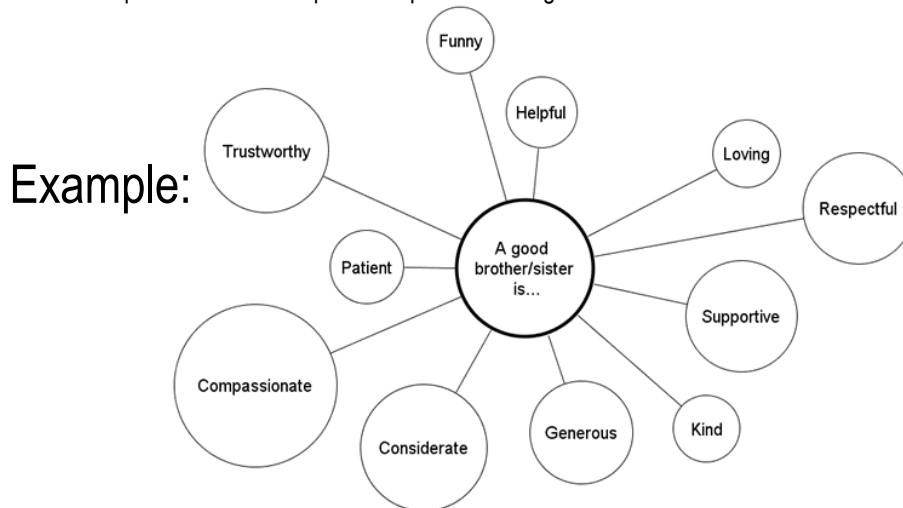 Funny
Helpful
Trustworthy
Loving
Example:
Respectful
A good
brother/sister
is...
Patient
Supportive
Compassionate
Kind
Generous
Considerate